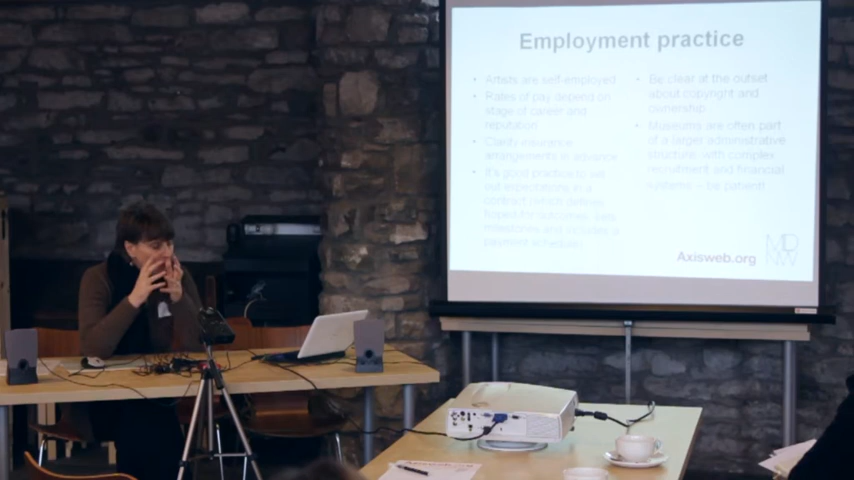 Employment practice
• Artists are self-employed
• Rates of pay depend on
stage of career and
reputation
• Clarify insurance
arrangements in advance
• It's good practice to set
out expectations in a
contract which defines
hoped for outcomes, sets
milestones and includes a
payment schedule
• Be clear at the outset
about copyright and
ownership
• Museums are often part
of a larger administrative
structure with complex
recruitment and financial
systems – be patient!
Axisweb.org
MD
NW